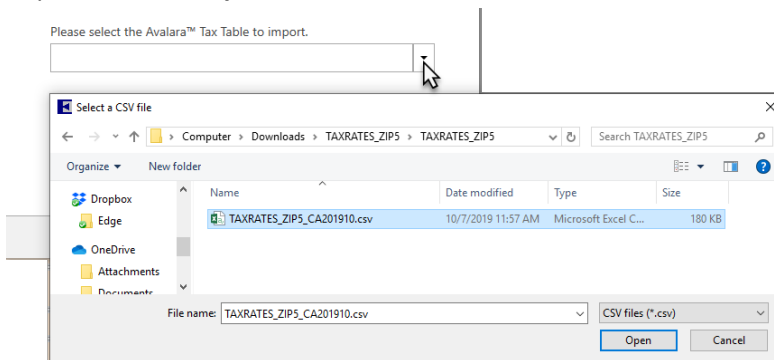 Please select the Avalara™ Tax Table to import.
Select a CSV file
Computer > Downloads > TAXRATES_ZIP5 > TAXRATES_ZIP5
Search TAXRATES_ZIP5
Organize
New folder
Name
Date modified
Type
Size
Dropbox
Edge
OneDrive
Attachments
Documents
TAXRATES_ZIP5_CA201910.csv
10/7/2019 11:57 AM
Microsoft Excel C...
180 KB
File name:
TAXRATES_ZIP5_CA201910.csv
CSV files (*.csv)
Open
Cancel